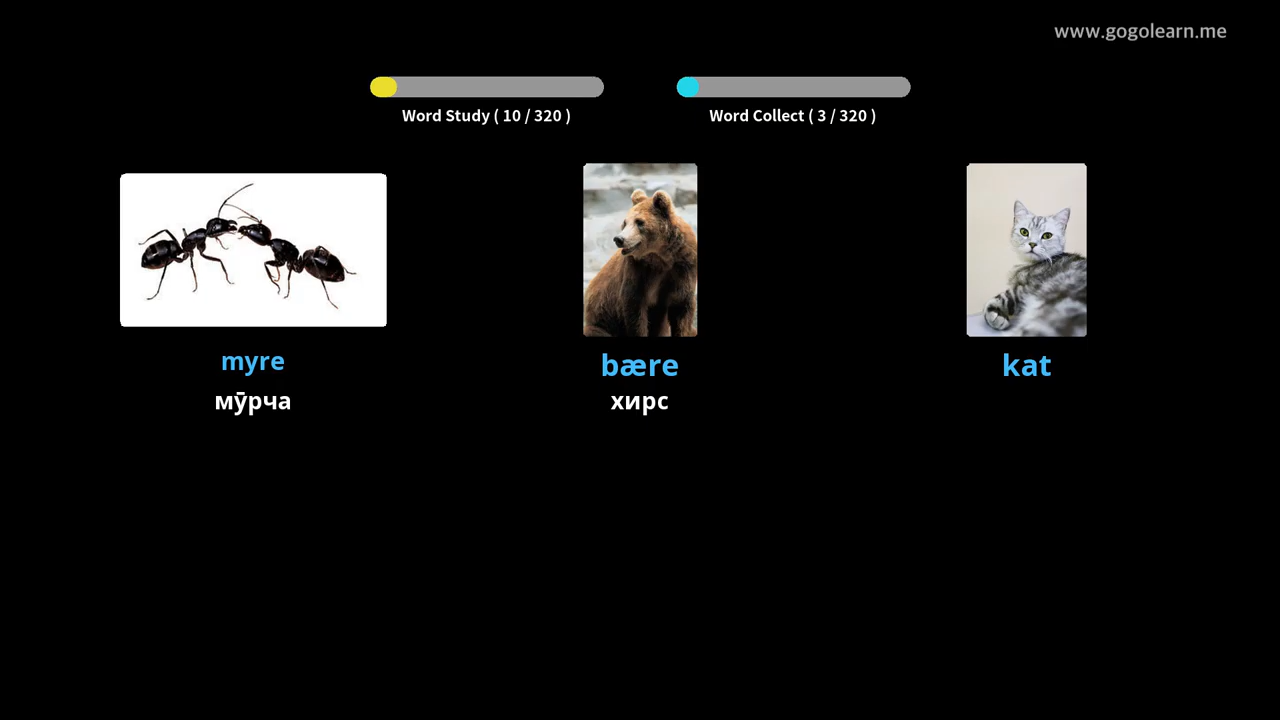 www.gogolearn.me
Word Study ( 10 / 320 )
Word Collect ( 3 / 320 )
myre
bære
kat
мӯрча
хирс